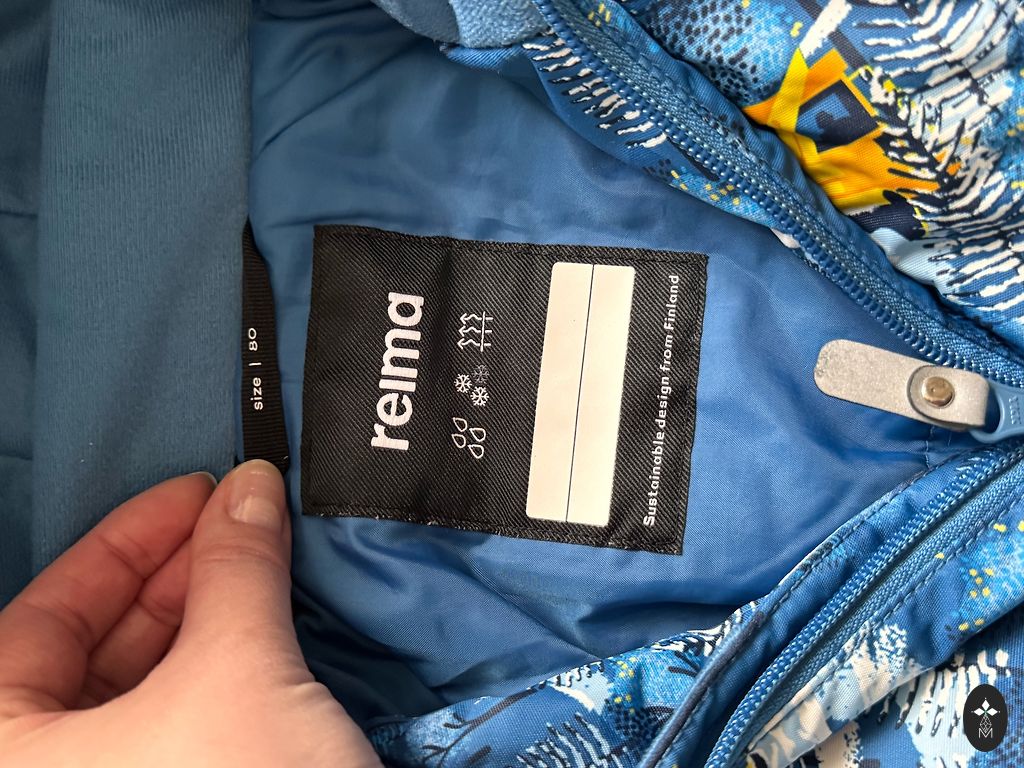 size | 80
reima
Sustainable design from Finland
M